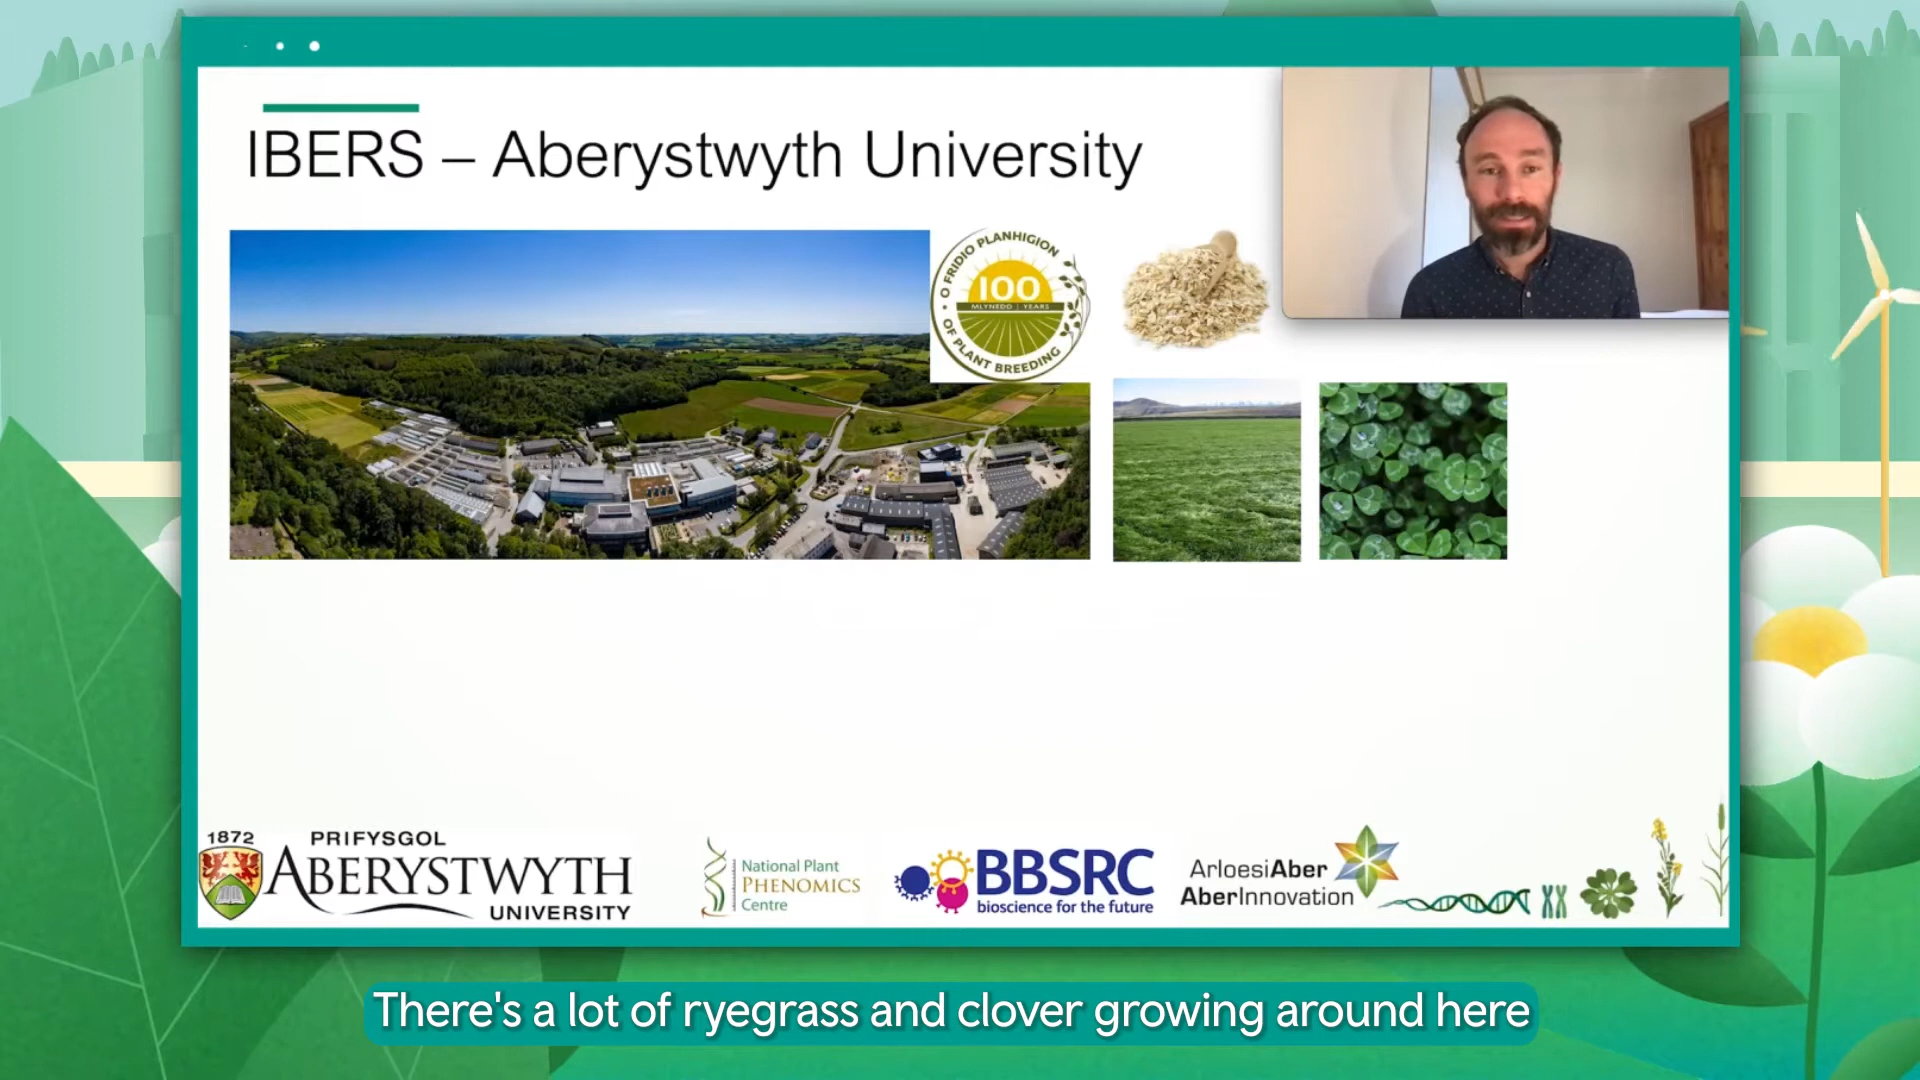 IBERS – Aberystwyth University
O FRIDIO PLANHIGION
100
MLYNEDD | YEARS
OF PLANT BREEDING
1872
PRIFYSGOL
ABERYSTWYTH
UNIVERSITY
National Plant
PHENOMICS
Centre
BBSRC
bioscience for the future
ArloesiAber
AberInnovation
There's a lot of ryegrass and clover growing around here